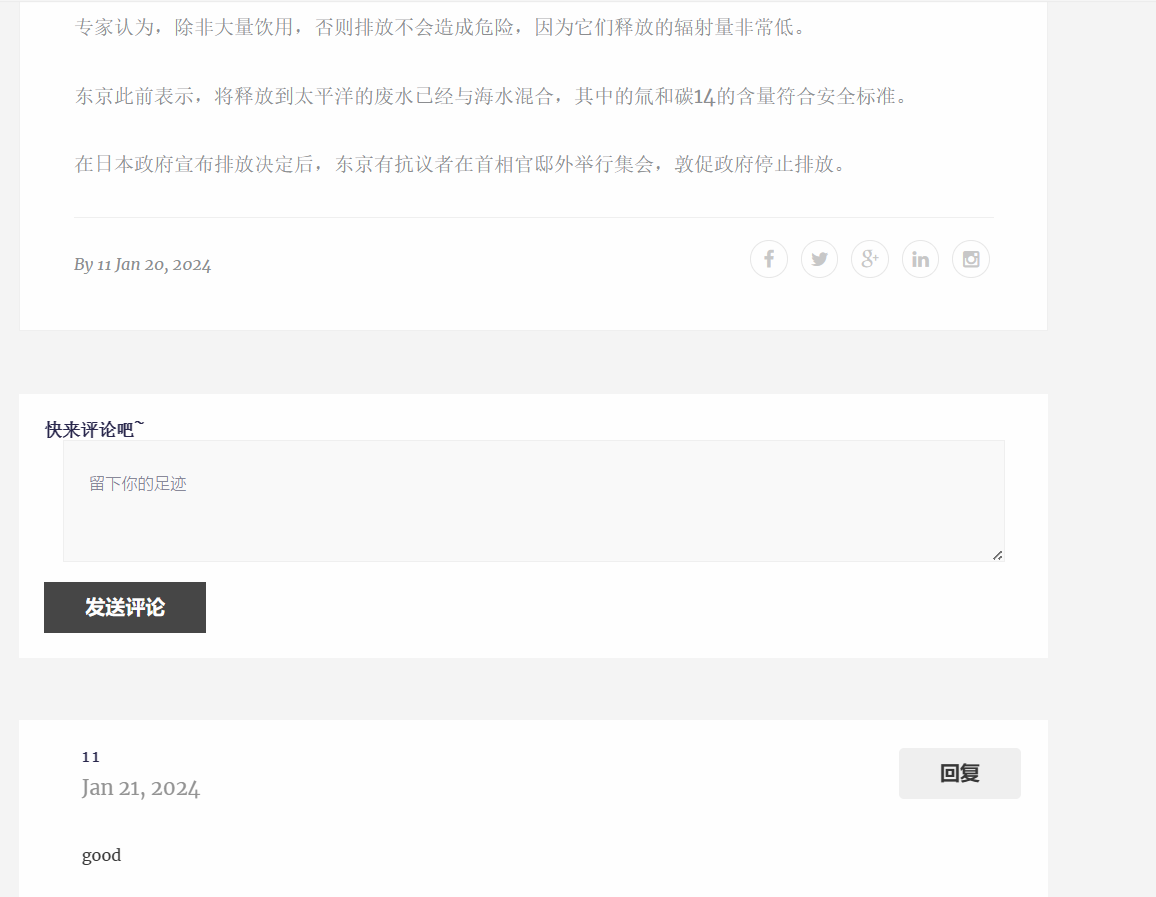 专家认为，除非大量饮用，否则排放不会造成危险，因为它们释放的辐射量非常低。
东京此前表示，将释放到太平洋的废水已经与海水混合，其中的氚和碳14的含量符合安全标准。
在日本政府宣布排放决定后，东京有抗议者在首相官邸外举行集会，敦促政府停止排放。
By 11 Jan 20, 2024
快来评论吧~
留下你的足迹
发送评论
11
回复
Jan 21, 2024
good